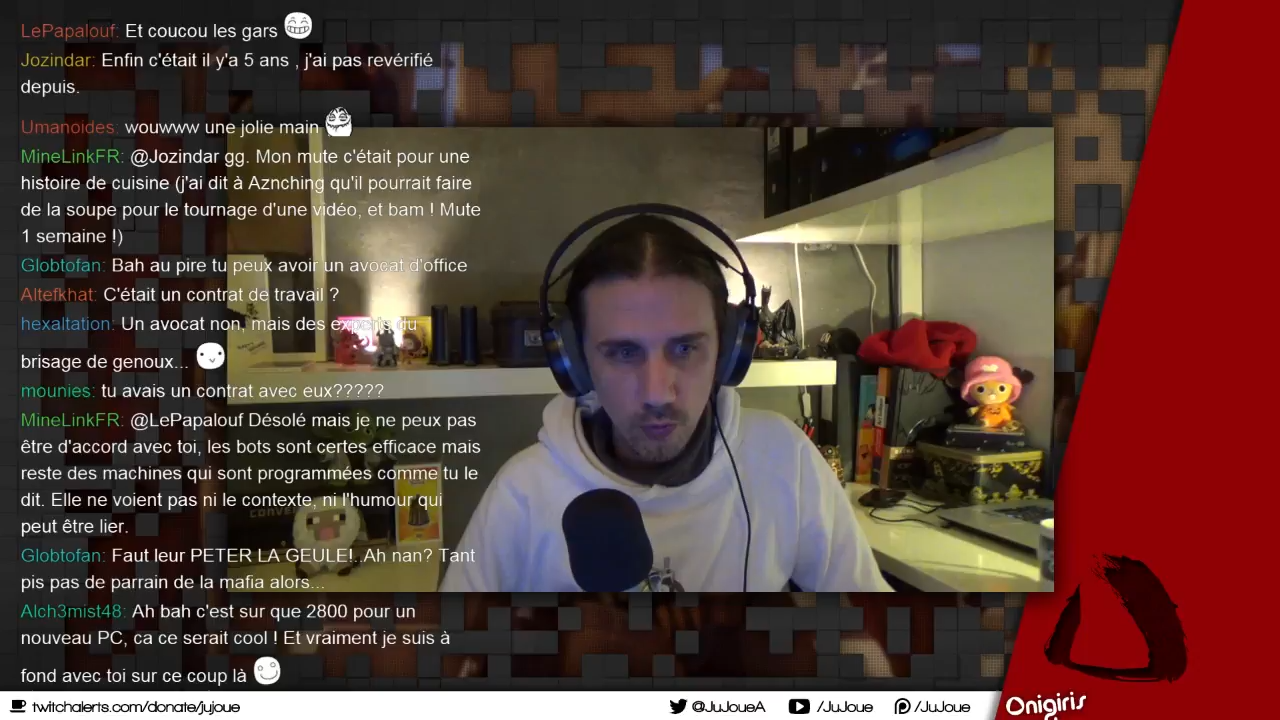 LePapalouf: Et coucou les gars
Jozindar: Enfin c'était il y'a 5 ans , j'ai pas revérifié
depuis.
Umanoides: wouwww une jolie main
MineLinkFR: @Jozindar gg. Mon mute c'était pour une
histoire de cuisine (j'ai dit à Aznching qu'il pourrait faire
de la soupe pour le tournage d'une vidéo, et bam ! Mute
1 semaine !)
Globtofan: Bah au pire tu peux avoir un avocat d'office
Altefkhat: C'était un contrat de travail ?
hexaltation: Un avocat non, mais des experts du
brisage de genoux...
mounies: tu avais un contrat avec eux?????
MineLinkFR: @LePapalouf Désolé mais je ne peux pas
être d'accord avec toi, les bots sont certes efficace mais
reste des machines qui sont programmées comme tu le
dit. Elle ne voient pas ni le contexte, ni l'humour qui
peut être lier.
Globtofan: Faut leur PETER LA GEULE!..Ah nan? Tant
pis pas de parrain de la mafia alors...
Alch3mist48: Ah bah c'est sur que 2800 pour un
nouveau PC, ca ce serait cool ! Et vraiment je suis à
fond avec toi sur ce coup là
twitchalerts.com/donate/jujoue
@JuJoueA
/JuJoue
/JuJoue
Onigiris